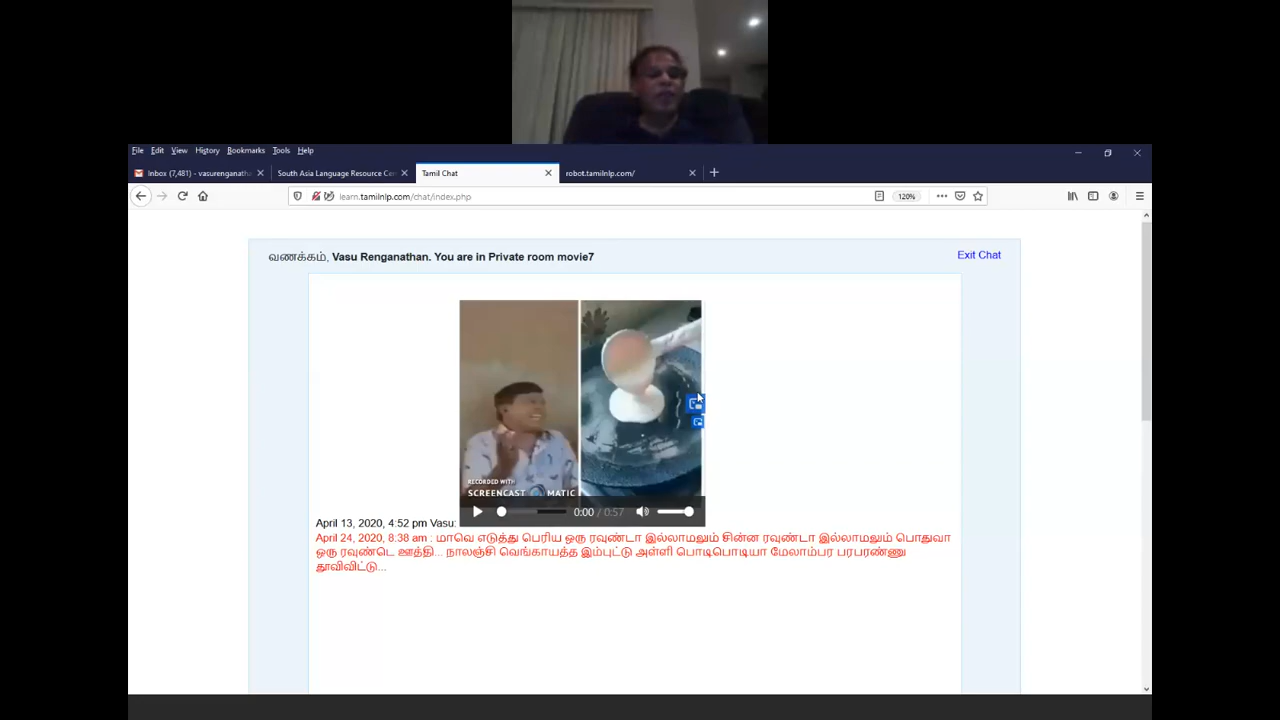 File Edit View History Bookmarks Tools Help
Inbox (7,481) - vasurenganath
South Asia Language Resource Cen
Tamil Chat
robot.tamilnlp.com/
learn.tamilnlp.com/chat/index.php
120%
வணக்கம், Vasu Renganathan. You are in Private room movie7
Exit Chat
RECORDED WITH
SCREENCAST MATIC
0:00 / 0:57
April 13, 2020, 4:52 pm Vasu:
April 24, 2020, 8:38 am : மாவெ எடுத்து பெரிய ஒரு ரவுண்டா இல்லாமலும் சின்ன ரவுண்டா இல்லாமலும் பொதுவா
ஒரு ரவுண்டெ ஊத்தி... நாலஞ்சி வெங்காயத்த இம்புட்டு அள்ளி பொடிபொடியா மேலாம்பர பரபரண்ணு
தூவிவிட்டு...